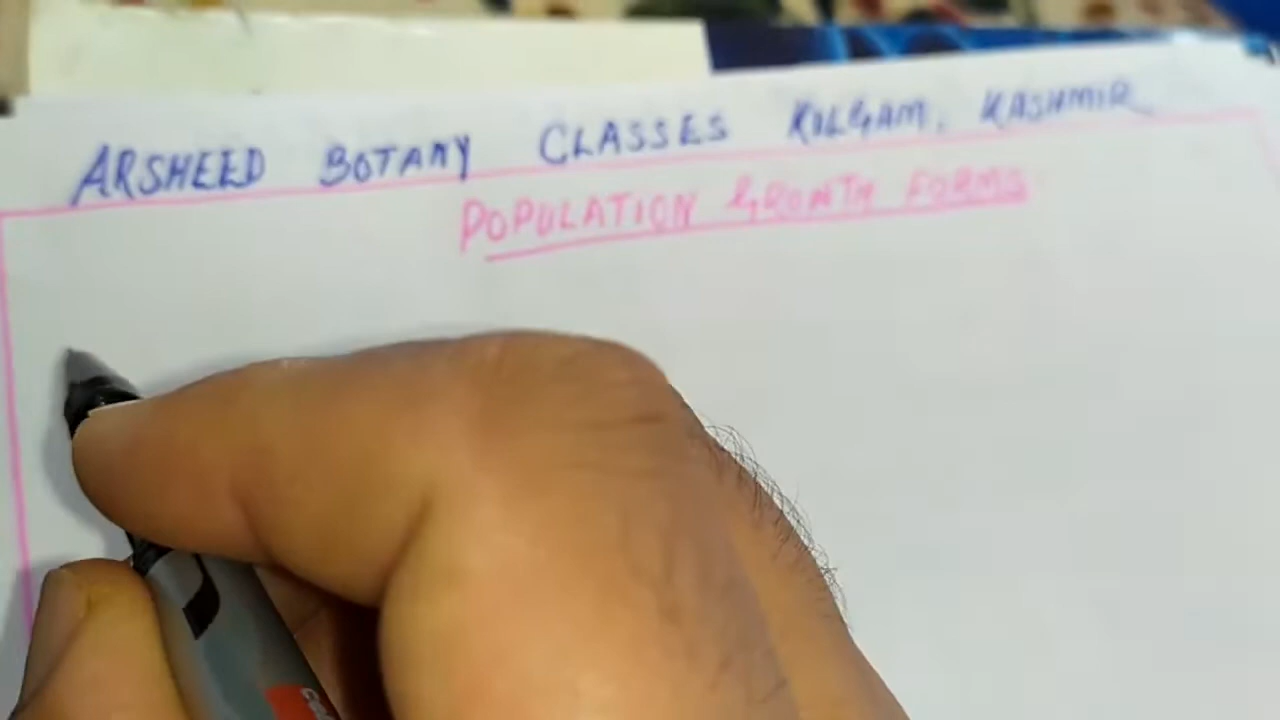 ARSHEED BOTANY CLASSES KULGAM, KASHMIR
POPULATION GROWTH FORMS